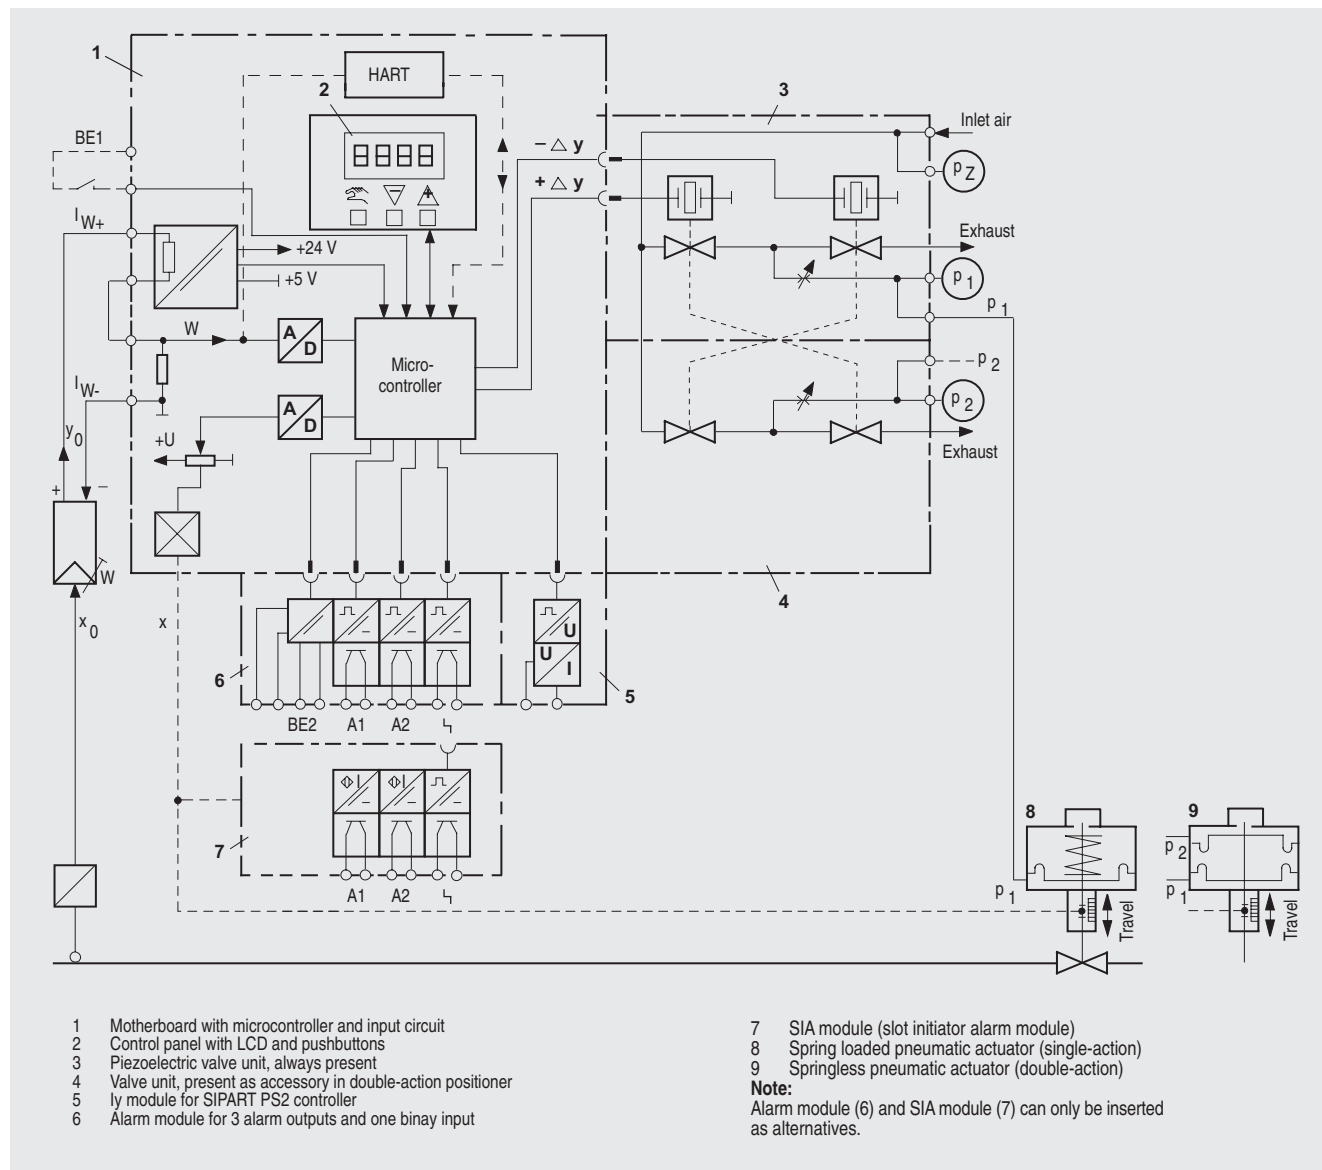 1
HART
2
3
BE1
Inlet air
8888
− △ y
p Z
+ △ y
− +
I W+
+24 V
Exhaust
+5 V
p 1
p 1
W
A D
Micro-
controller
p 2
I W-
A D
p 2
y0
+U
Exhaust
+ −
W
4
x0
x
U
U
I
6
5
BE2 A1 A2
7
A1 A2
8
9
p 2
p 1
p 1
Travel
Travel
1 Motherboard with microcontroller and input circuit
2 Control panel with LCD and pushbuttons
3 Piezoelectric valve unit, always present
4 Valve unit, present as accessory in double-action positioner
5 Iy module for SIPART PS2 controller
6 Alarm module for 3 alarm outputs and one binay input
7 SIA module (slot initiator alarm module)
8 Spring loaded pneumatic actuator (single-action)
9 Springless pneumatic actuator (double-action)
Note:
Alarm module (6) and SIA module (7) can only be inserted
as alternatives.